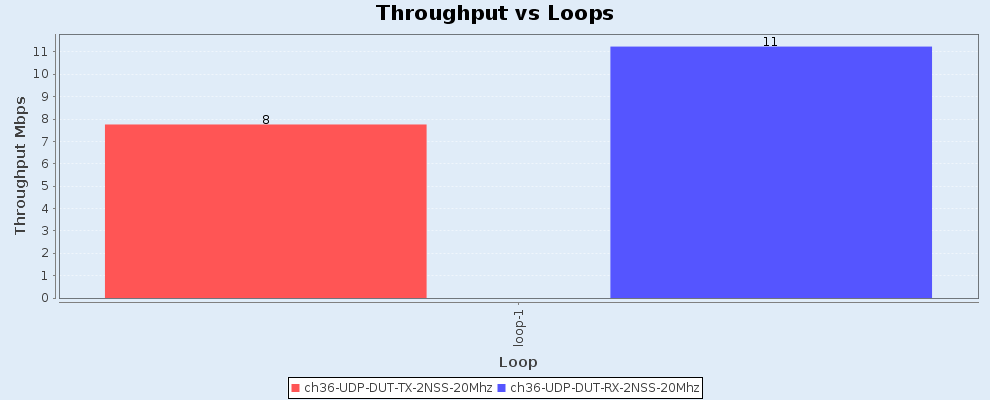 Throughput vs Loops
Throughput Mbps
11
10
9
8
7
6
5
4
3
2
1
0
8
11
loop-1
Loop
ch36-UDP-DUT-TX-2NSS-20Mhz ch36-UDP-DUT-RX-2NSS-20Mhz